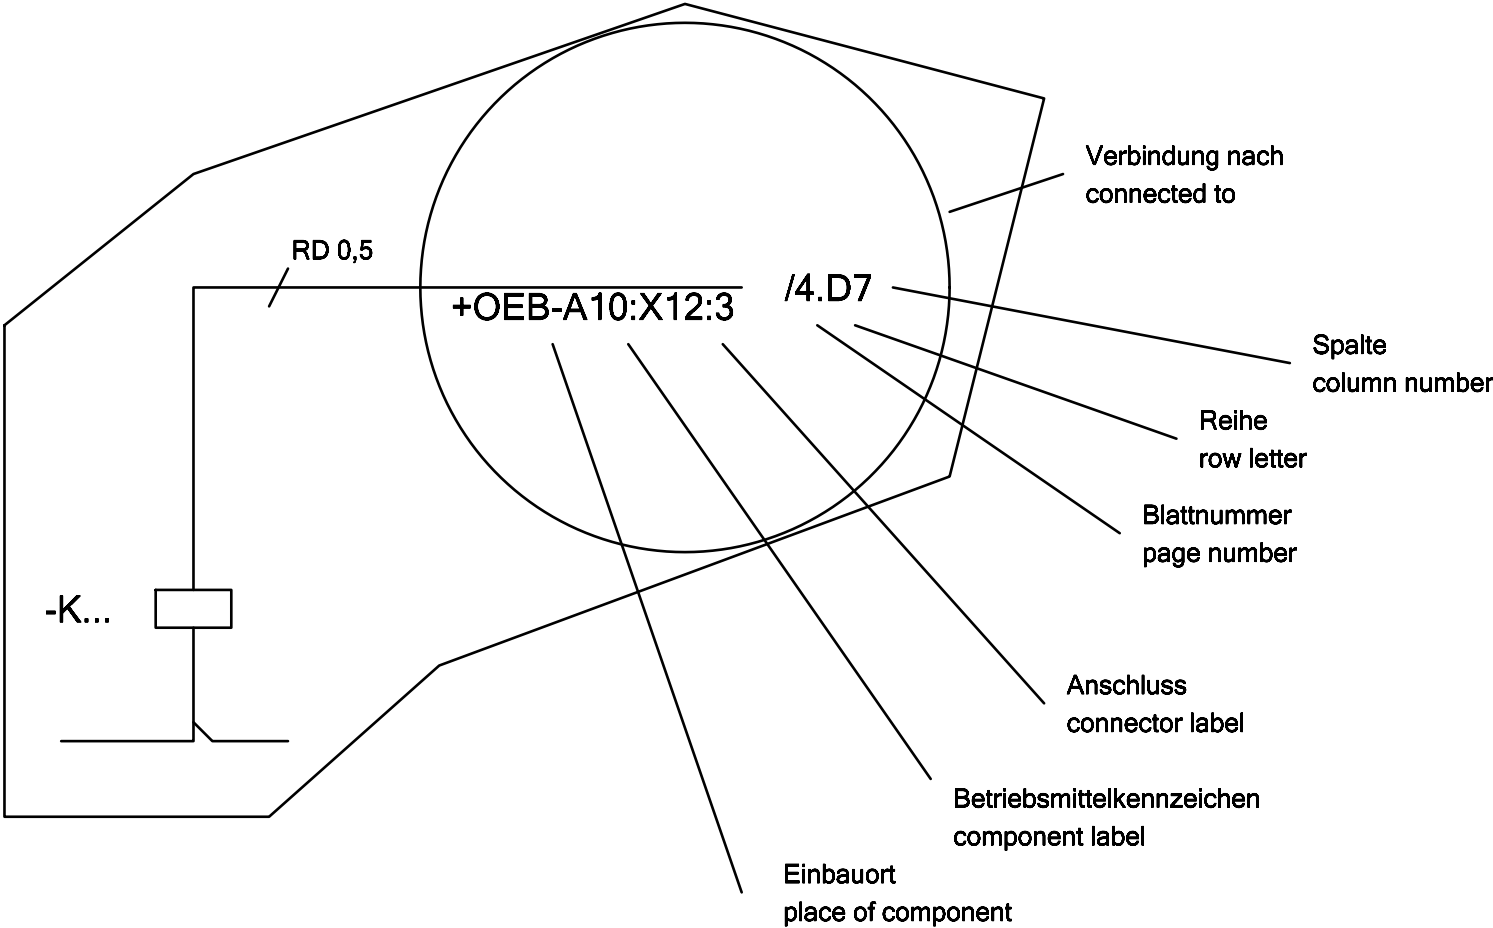 Verbindung nach
connected to
RD 0,5
/4.D7
+OEB-A10:X12:3
Spalte
column number
Reihe
row letter
Blattnummer
page number
-K...
Anschluss
connector label
Betriebsmittelkennzeichen
component label
Einbauort
place of component